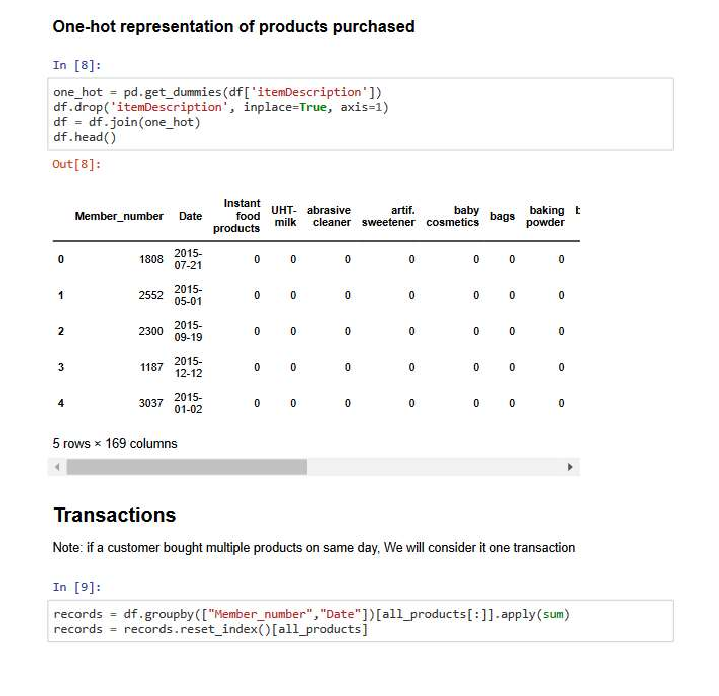 One-hot representation of products purchased
In [8]:
one_hot = pd.get_dummies(df['itemDescription'])
df.drop('itemDescription', inplace=True, axis=1)
df = df.join(one_hot)
df.head()
Out[8]:
Member_number Date Instant food products UHT-milk abrasive cleaner artif. sweetener baby cosmetics bags baking powder
0 1808 2015-07-21 0 0 0 0 0 0 0
1 2552 2015-05-01 0 0 0 0 0 0 0
2 2300 2015-09-19 0 0 0 0 0 0 0
3 1187 2015-12-12 0 0 0 0 0 0 0
4 3037 2015-01-02 0 0 0 0 0 0 0
5 rows × 169 columns
Transactions
Note: if a customer bought multiple products on same day, We will consider it one transaction
In [9]:
records = df.groupby(["Member_number","Date"])[all_products[:]].apply(sum)
records = records.reset_index()[all_products]